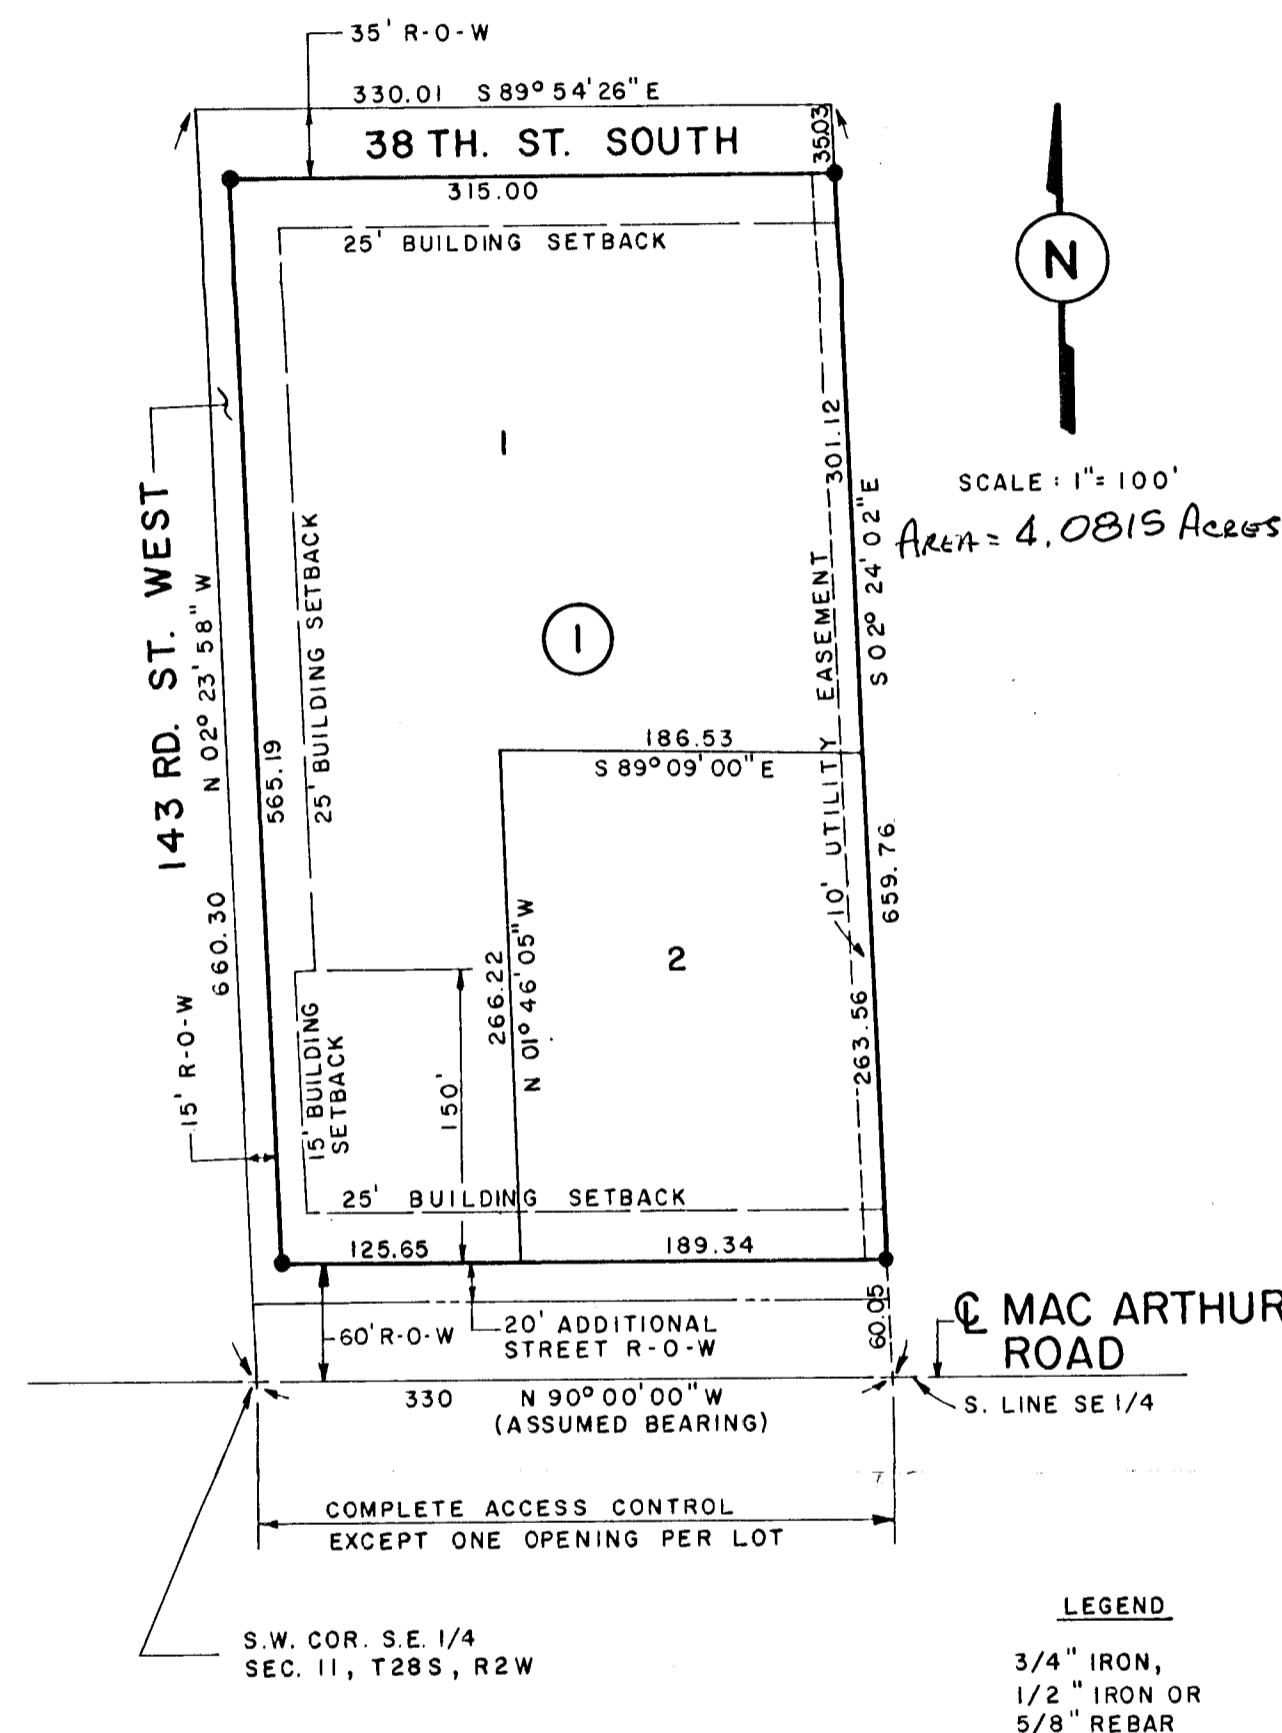 35' R-O-W
330.01 S 89° 54' 26" E
38 TH. ST. SOUTH
35.03
315.00
25' BUILDING SETBACK
N
1
301.12
SCALE : 1" = 100'
AREA = 4.0815 ACRES
S 02° 24' 02" E
143 RD. ST. WEST
N 02° 23' 58" W
25' BUILDING SETBACK
10' UTILITY EASEMENT
1
565.19
186.53
S 89° 09' 00" E
659.76
660.30
266.22
N 01° 46' 05" W
2
263.56
15' R-O-W
15' BUILDING
SETBACK
150'
25' BUILDING SETBACK
125.65
189.34
60.05
60' R-O-W
20' ADDITIONAL
STREET R-O-W
℄ MAC ARTHUR
ROAD
330 N 90° 00' 00" W
(ASSUMED BEARING)
S. LINE SE 1/4
COMPLETE ACCESS CONTROL
EXCEPT ONE OPENING PER LOT
S.W. COR. S.E. 1/4
SEC. 11, T28S, R2W
LEGEND
3/4" IRON,
1/2" IRON OR
5/8" REBAR